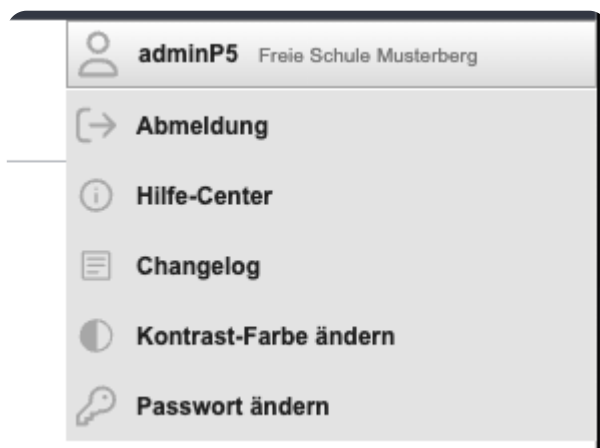 adminP5 Freie Schule Musterberg
Abmeldung
Hilfe-Center
Changelog
Kontrast-Farbe ändern
Passwort ändern